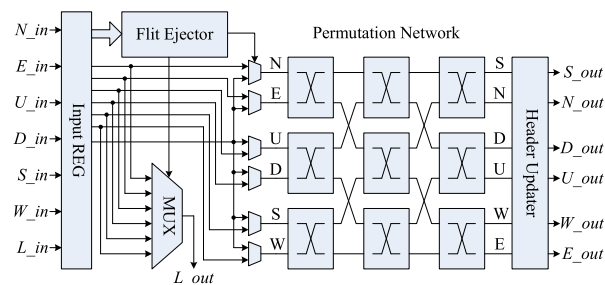 N_in
E_in
U_in
D_in
S_in
W_in
L_in
Input REG
Flit Ejector
MUX
L_out
Permutation Network
N
E
U
D
S
W
S
N
D
U
W
E
Header Updater
S_out
N_out
D_out
U_out
W_out
E_out